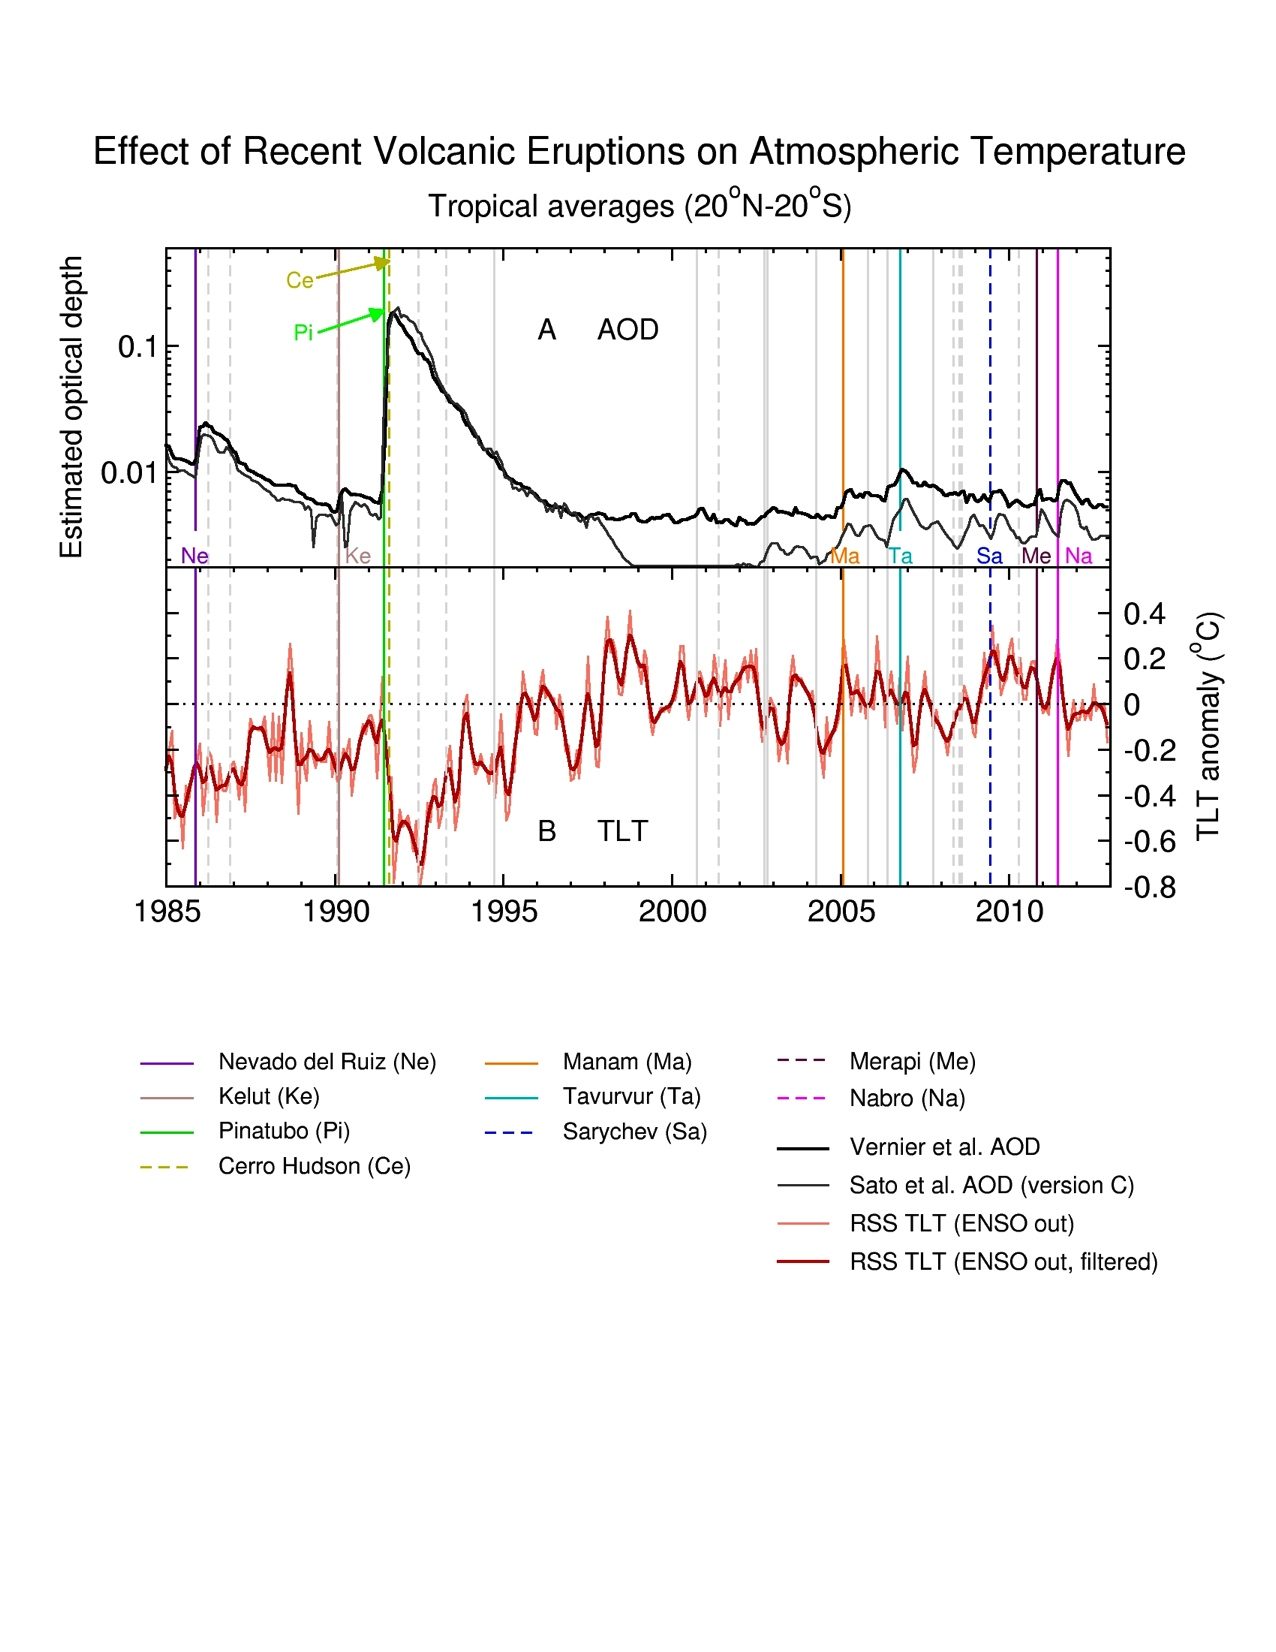 Effect of Recent Volcanic Eruptions on Atmospheric Temperature
Tropical averages (20°N-20°S)
Estimated optical depth
0.1
0.01
Ce
Pi
A AOD
Ne
Ke
Ma
Ta
Sa
Me
Na
0.4
0.2
0
-0.2
-0.4
-0.6
-0.8
TLT anomaly (°C)
B TLT
1985 1990 1995 2000 2005 2010
Nevado del Ruiz (Ne)
Kelut (Ke)
Pinatubo (Pi)
Cerro Hudson (Ce)
Manam (Ma)
Tavurvur (Ta)
Sarychev (Sa)
Merapi (Me)
Nabro (Na)
Vernier et al. AOD
Sato et al. AOD (version C)
RSS TLT (ENSO out)
RSS TLT (ENSO out, filtered)